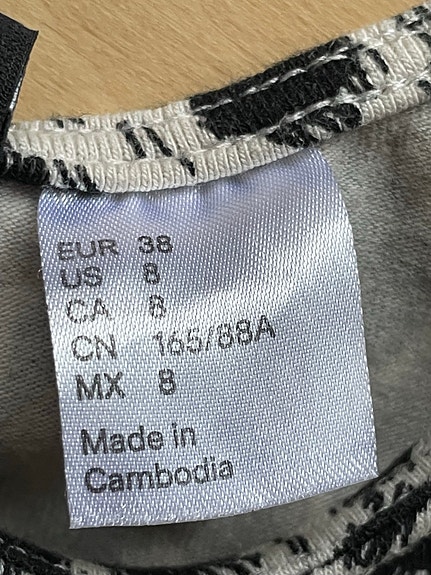 EUR 38
US 8
CA 8
CN 165/88A
MX 8
Made in
Cambodia